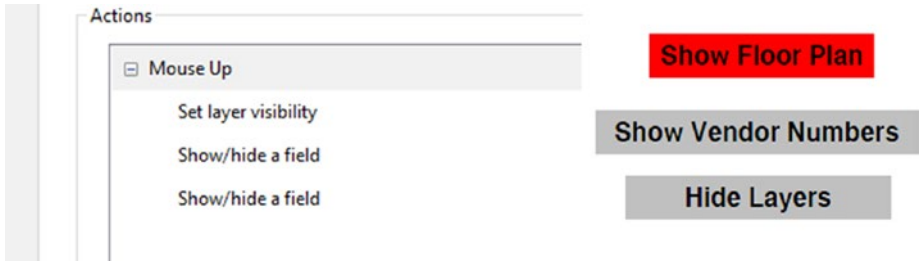 Actions
Mouse Up
Set layer visibility
Show/hide a field
Show/hide a field
Show Floor Plan
Show Vendor Numbers
Hide Layers